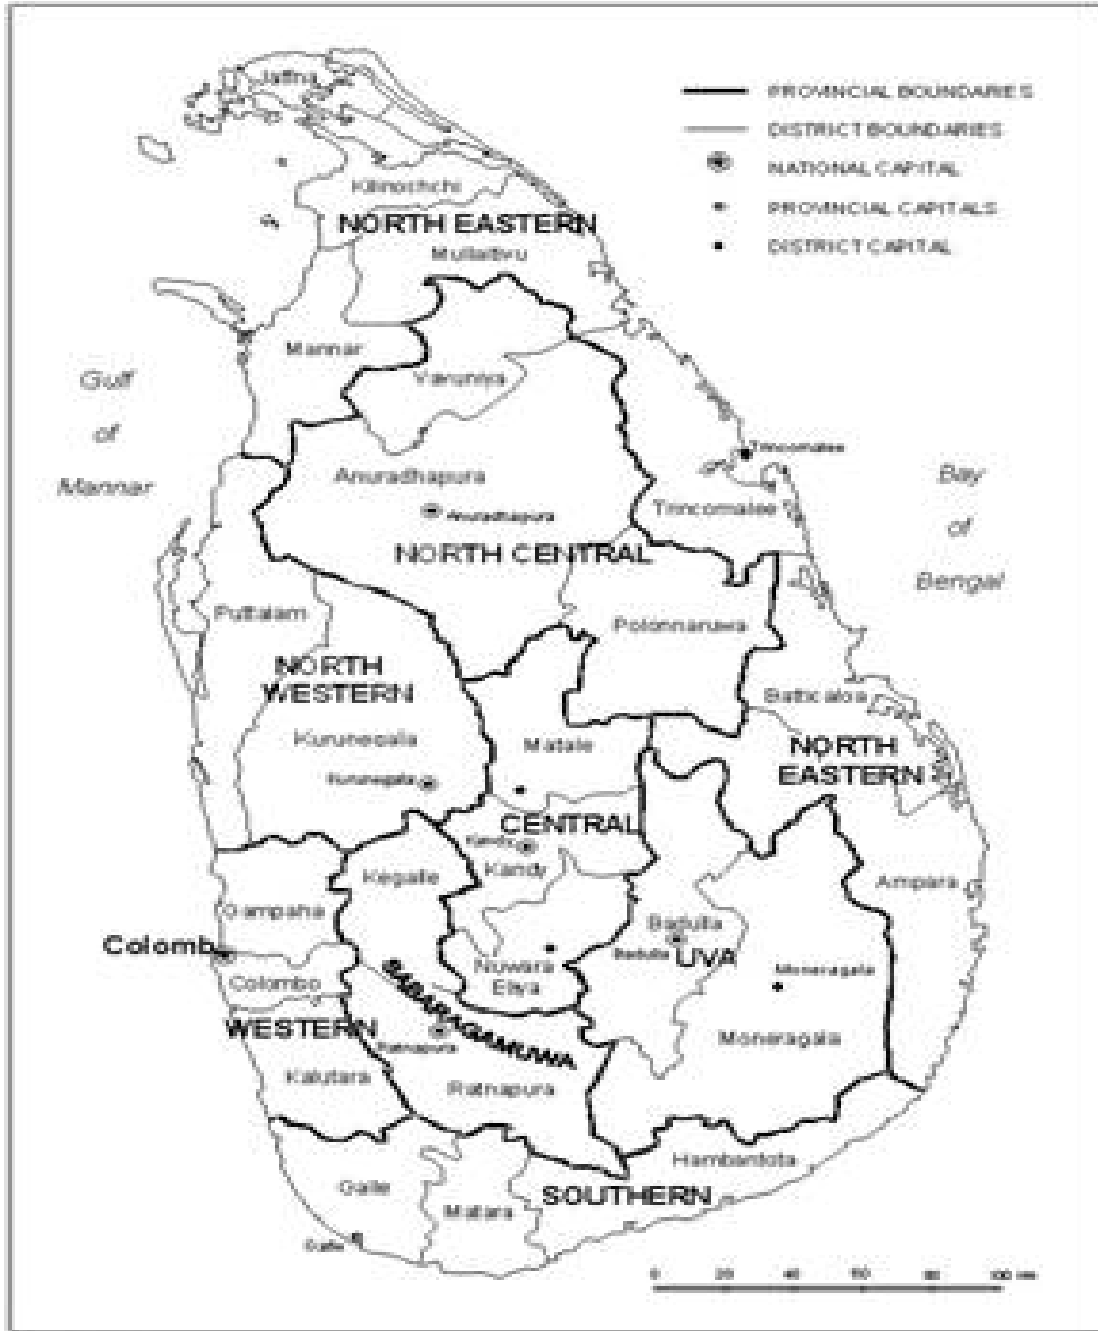 Jaffna
PROVINCIAL BOUNDARIES
DISTRICT BOUNDARIES
NATIONAL CAPITAL
PROVINCIAL CAPITALS
DISTRICT CAPITAL
Kilinochchi
NORTH EASTERN
Mullaitivu
Mannar
Vavuniya
Gulf
of
Mannar
Trincomalee
Bay
of
Bengal
Anuradhapura
Anuradhapura
Trincomalee
NORTH CENTRAL
Puttalam
Polonnaruwa
NORTH
WESTERN
Batticaloa
Kurunegala
Matale
NORTH
EASTERN
Kurunegala
CENTRAL
Kandy
Kandy
Kegalle
Ampara
Gampaha
Badulla
Colomb
Badulla
UVA
Nuwara
Eliya
Moneragala
Colombo
SABARAGAMUWA
WESTERN
Ratnapura
Moneragala
Kalutara
Ratnapura
Hambantota
Galle
SOUTHERN
Matara
Galle
0 20 40 60 80 100